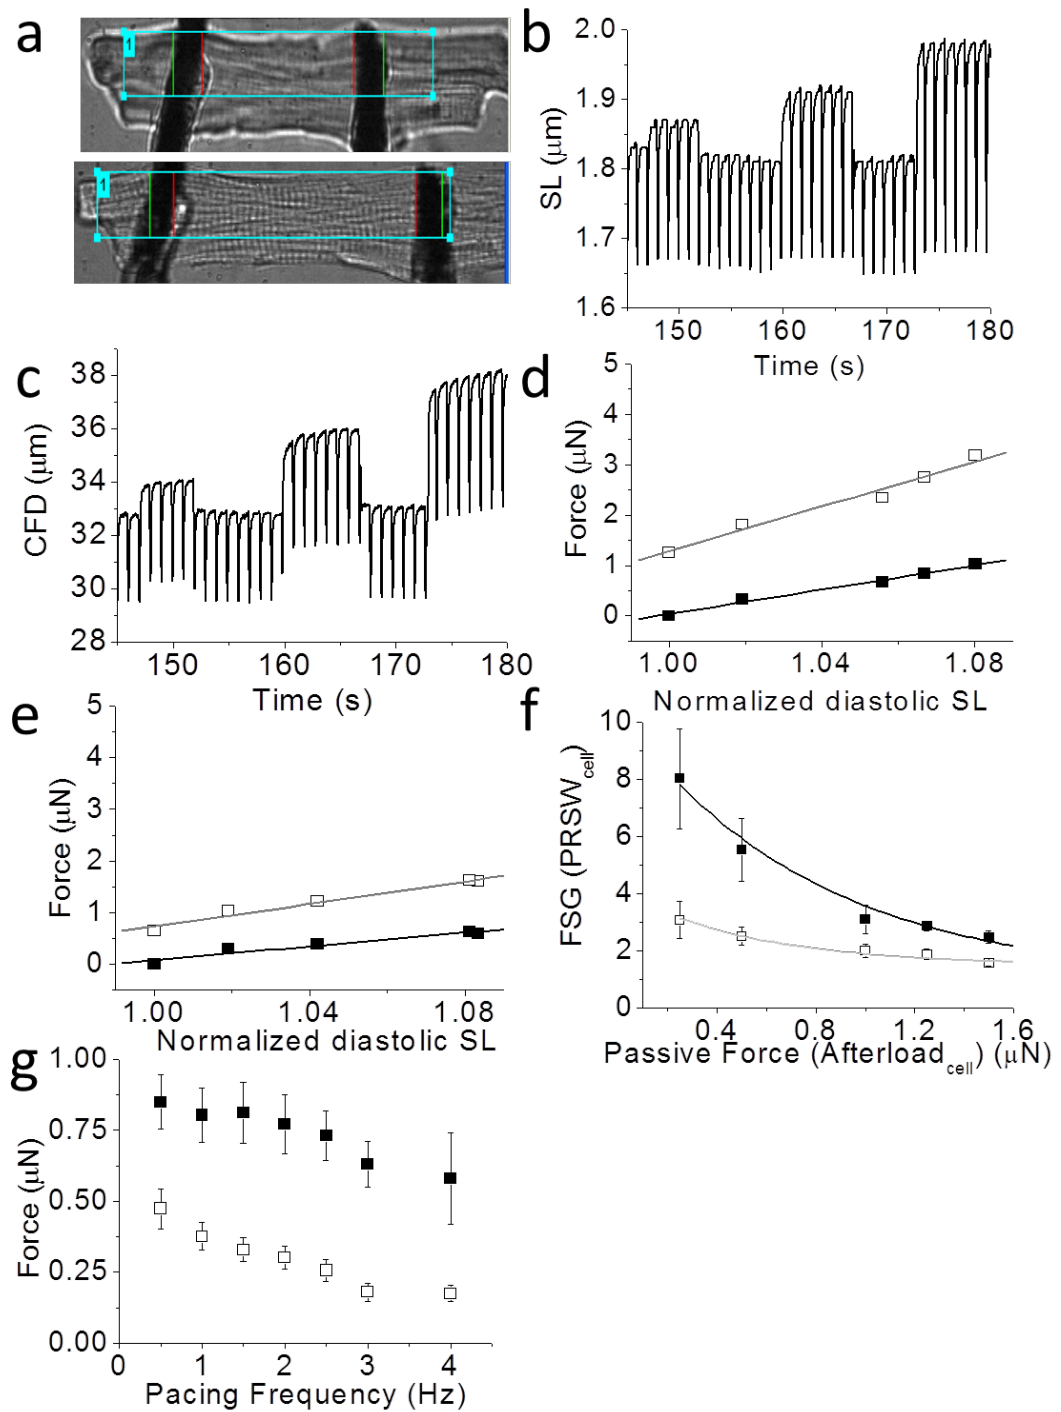 a
1
1
b
SL (μm)
2.0
1.9
1.8
1.7
1.6
150 160 170 180
Time (s)
c
CFD (μm)
38
36
34
32
30
28
150 160 170 180
Time (s)
d
Force (μN)
5
4
3
2
1
0
1.00 1.04 1.08
Normalized diastolic SL
e
Force (μN)
5
4
3
2
1
0
1.00 1.04 1.08
Normalized diastolic SL
f
FSG (PRSWcell)
10
8
6
4
2
0
0.4 0.8 1.2 1.6
Passive Force (Afterloadcell) (μN)
g
Force (μN)
1.00
0.75
0.50
0.25
0.00
0 1 2 3 4
Pacing Frequency (Hz)